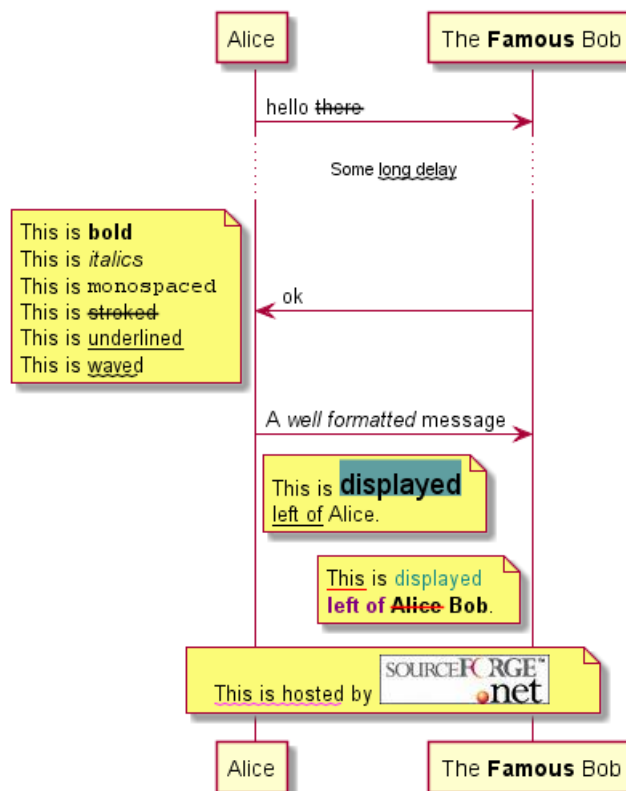 Alice
The Famous Bob
hello there
Some long delay
This is bold
This is italics
This is monospaced
This is stroked
This is underlined
This is waved
ok
A well formatted message
This is displayed
left of Alice.
This is displayed
left of Alice Bob.
This is hosted by SOURCEFORGE™
.net
Alice
The Famous Bob